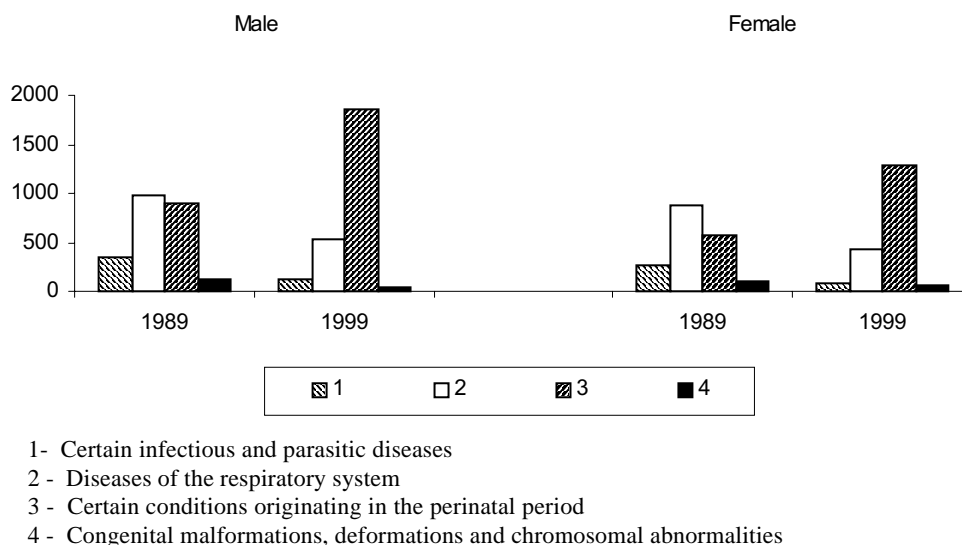 Male Female
2000
1500
1000
500
0
1989 1999 1989 1999
1 2 3 4
1- Certain infectious and parasitic diseases
2 - Diseases of the respiratory system
3 - Certain conditions originating in the perinatal period
4 - Congenital malformations, deformations and chromosomal abnormalities